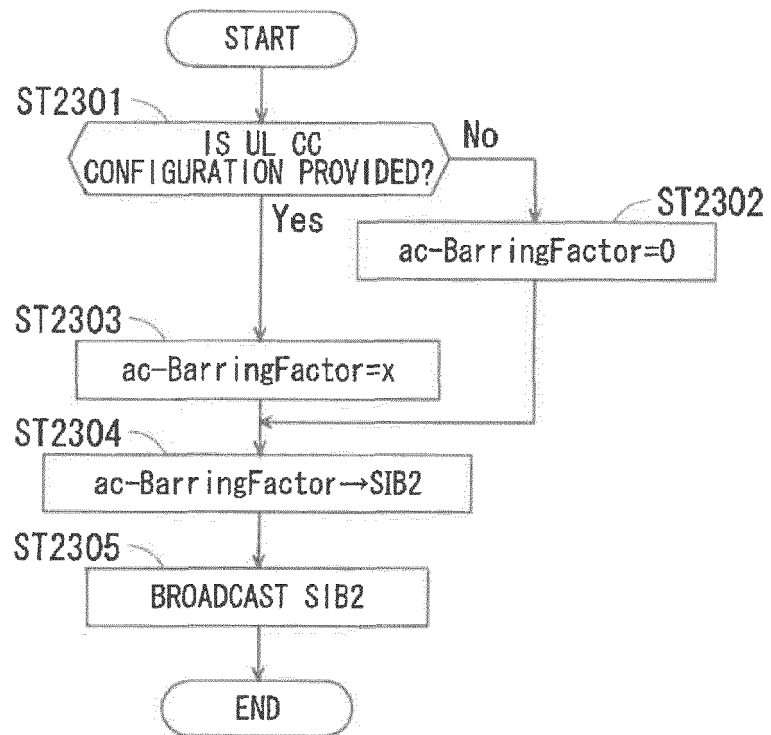 START
ST2301
IS UL CC
CONFIGURATION PROVIDED?
No
Yes
ST2302
ac-BarringFactor=0
ST2303
ac-BarringFactor=x
ST2304
ac-BarringFactor→SIB2
ST2305
BROADCAST SIB2
END